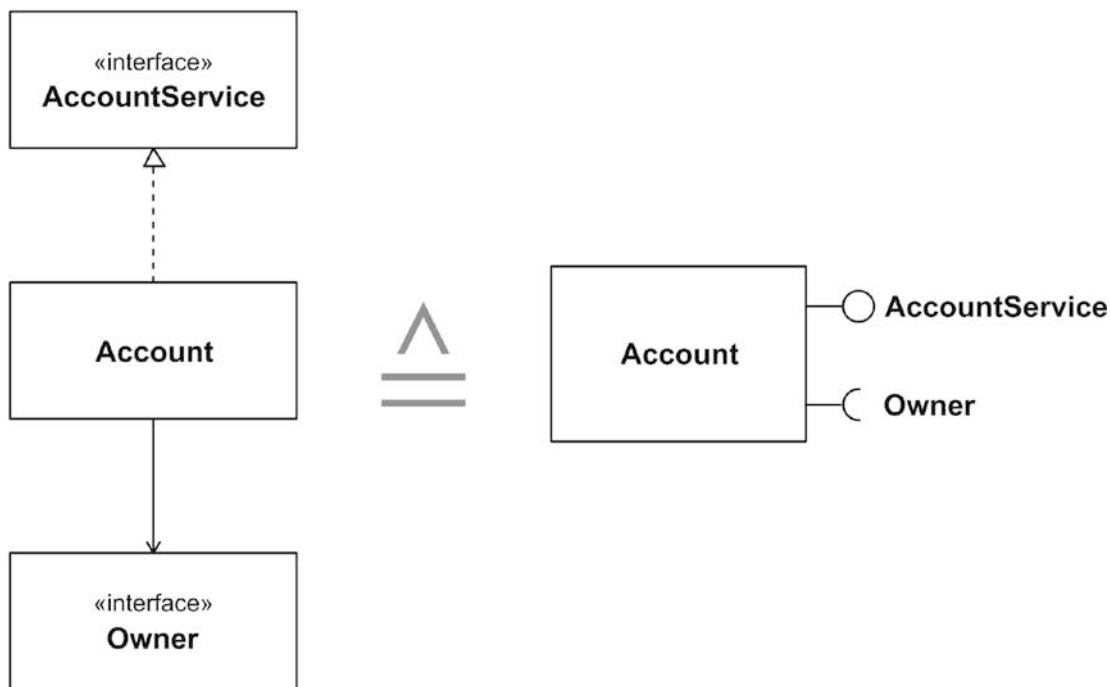 «interface»
AccountService
Account
«interface»
Owner
Account
AccountService
Owner